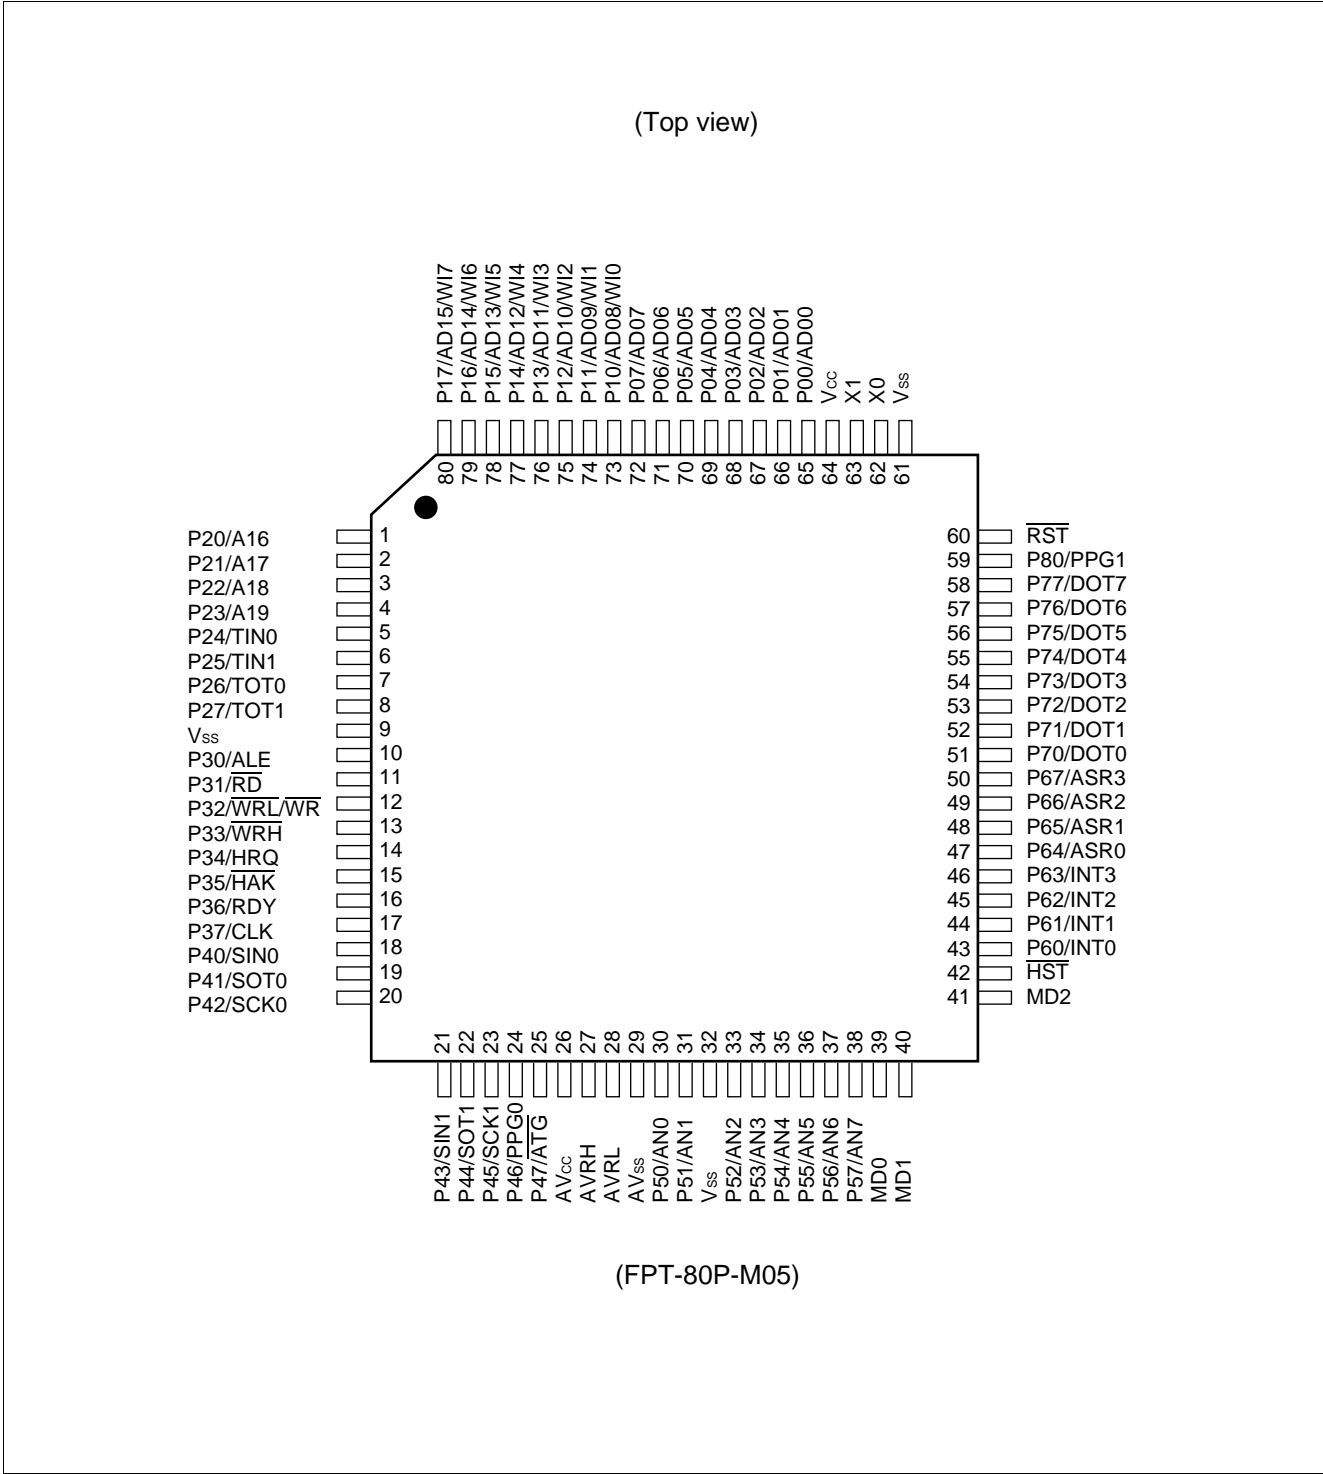 (Top view)
P17/AD15/WI7
P16/AD14/WI6
P15/AD13/WI5
P14/AD12/WI4
P13/AD11/WI3
P12/AD10/WI2
P11/AD09/WI1
P10/AD08/WI0
P07/AD07
P06/AD06
P05/AD05
P04/AD04
P03/AD03
P02/AD02
P01/AD01
P00/AD00
Vcc
X1
X0
Vss
80 79 78 77 76 75 74 73 72 71 70 69 68 67 66 65 64 63 62 61
P20/A16 1
P21/A17 2
P22/A18 3
P23/A19 4
P24/TIN0 5
P25/TIN1 6
P26/TOT0 7
P27/TOT1 8
Vss 9
P30/ALE 10
P31/R̅D̅ 11
P32/W̅R̅L̅/W̅R̅ 12
P33/W̅R̅H̅ 13
P34/HRQ 14
P35/H̅A̅K̅ 15
P36/RDY 16
P37/CLK 17
P40/SIN0 18
P41/SOT0 19
P42/SCK0 20
60 R̅S̅T̅
59 P80/PPG1
58 P77/DOT7
57 P76/DOT6
56 P75/DOT5
55 P74/DOT4
54 P73/DOT3
53 P72/DOT2
52 P71/DOT1
51 P70/DOT0
50 P67/ASR3
49 P66/ASR2
48 P65/ASR1
47 P64/ASR0
46 P63/INT3
45 P62/INT2
44 P61/INT1
43 P60/INT0
42 H̅S̅T̅
41 MD2
21 22 23 24 25 26 27 28 29 30 31 32 33 34 35 36 37 38 39 40
P43/SIN1
P44/SOT1
P45/SCK1
P46/PPG0
P47/A̅T̅G̅
AVcc
AVRH
AVRL
AVss
P50/AN0
P51/AN1
Vss
P52/AN2
P53/AN3
P54/AN4
P55/AN5
P56/AN6
P57/AN7
MD0
MD1
(FPT-80P-M05)